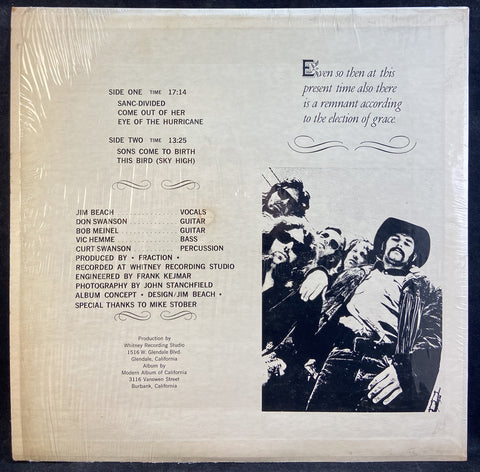 SIDE ONE TIME 17:14
SANC-DIVIDED
COME OUT OF HER
EYE OF THE HURRICANE
SIDE TWO TIME 13:25
SONS COME TO BIRTH
THIS BIRD (SKY HIGH)
Even so then at this
present time also there
is a remnant according
to the election of grace.
JIM BEACH .......... VOCALS
DON SWANSON .......... GUITAR
BOB MEINEL .......... GUITAR
VIC HEMME .......... BASS
CURT SWANSON .......... PERCUSSION
PRODUCED BY • FRACTION •
RECORDED AT WHITNEY RECORDING STUDIO
ENGINEERED BY FRANK KEJMAR
PHOTOGRAPHY BY JOHN STANCHFIELD
ALBUM CONCEPT • DESIGN/JIM BEACH •
SPECIAL THANKS TO MIKE STOBER
Production by
Whitney Recording Studio
1516 W. Glendale Blvd.
Glendale, California
Album by
Modern Album of California
3116 Vanowen Street
Burbank, California